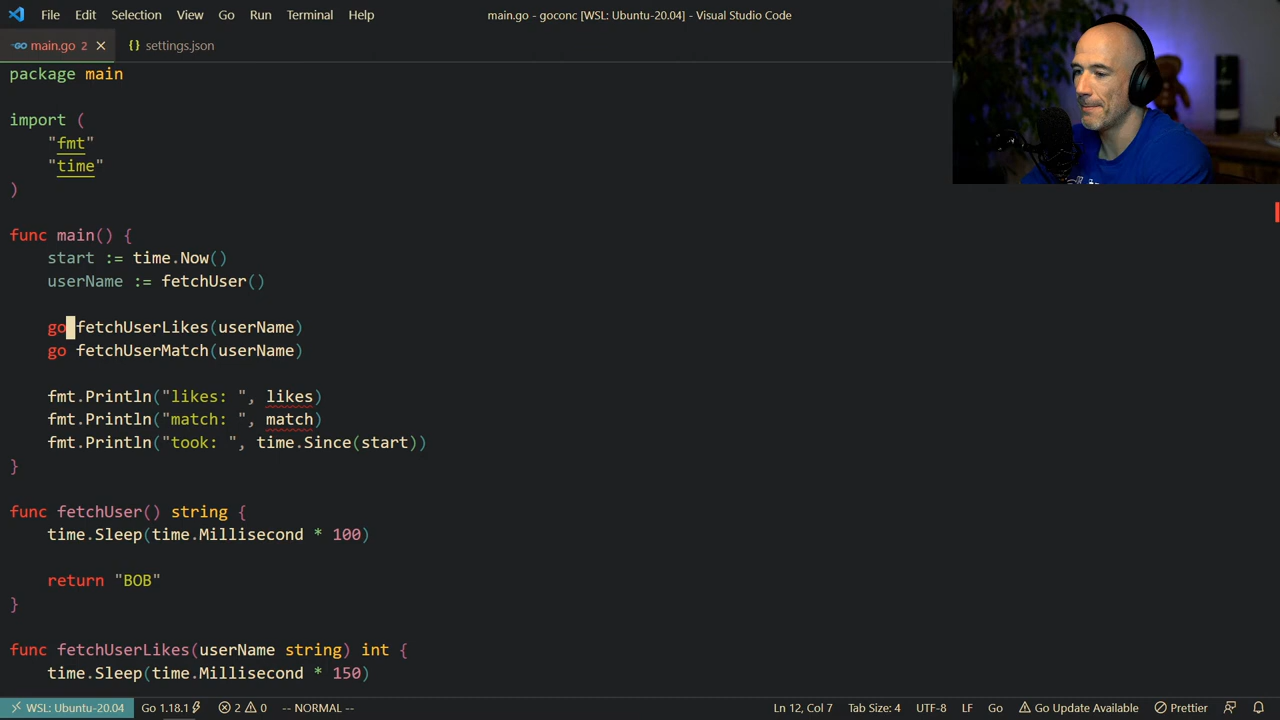 File Edit Selection View Go Run Terminal Help
main.go - goconc [WSL: Ubuntu-20.04] - Visual Studio Code
main.go 2
settings.json
package main
import (
"fmt"
"time"
)
func main() {
start := time.Now()
userName := fetchUser()
go fetchUserLikes(userName)
go fetchUserMatch(userName)
fmt.Println("likes: ", likes)
fmt.Println("match: ", match)
fmt.Println("took: ", time.Since(start))
}
func fetchUser() string {
time.Sleep(time.Millisecond * 100)
return "BOB"
}
func fetchUserLikes(userName string) int {
time.Sleep(time.Millisecond * 150)
WSL: Ubuntu-20.04 Go 1.18.1 2 0 -- NORMAL -- Ln 12, Col 7 Tab Size: 4 UTF-8 LF Go Go Update Available Prettier